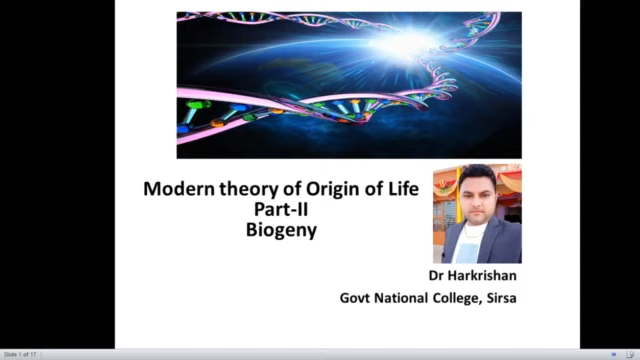 Modern theory of Origin of Life
Part-II
Biogeny
Dr Harkrishan
Govt National College, Sirsa
Slide 1 of 17